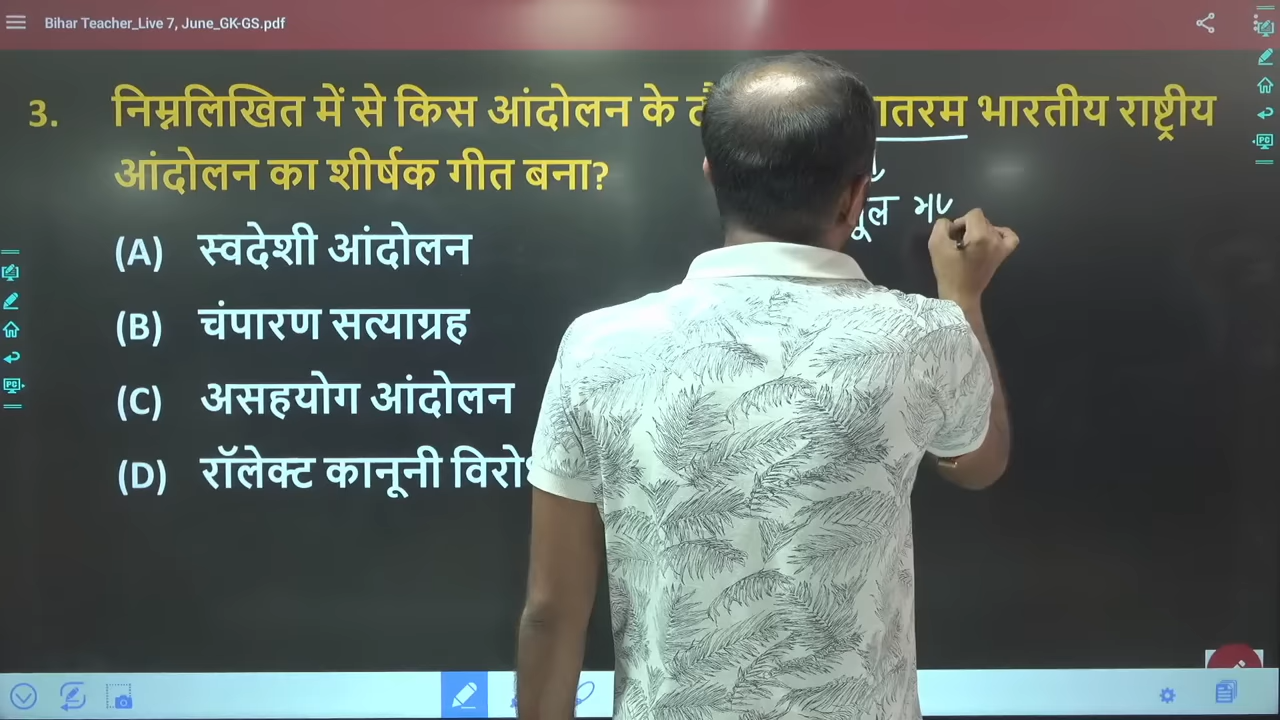 Bihar Teacher_Live 7, June_GK-GS.pdf
3. निम्नलिखित में से किस आंदोलन के भारतीय राष्ट्रीय
आंदोलन का शीर्षक गीत बना?
(A) स्वदेशी आंदोलन
(B) चंपारण सत्याग्रह
(C) असहयोग आंदोलन
(D) रॉलेक्ट कानूनी